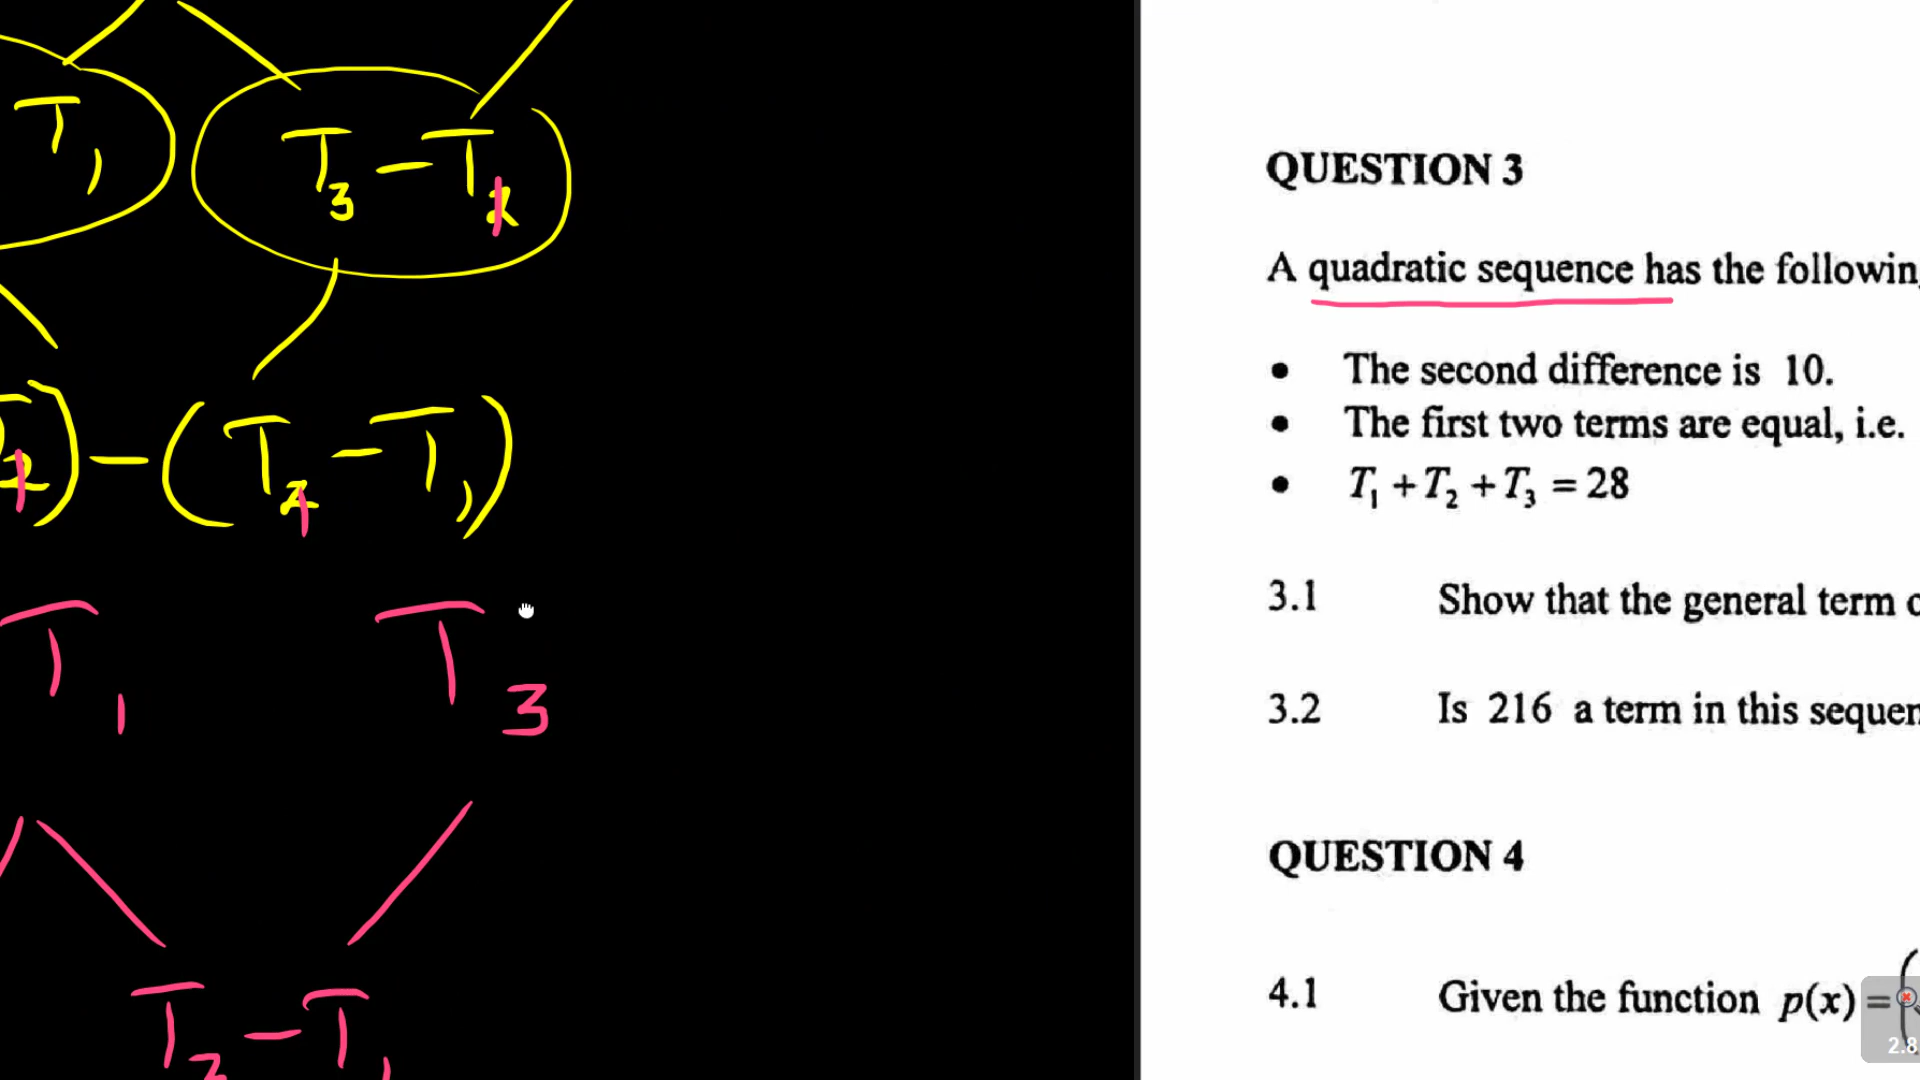 T₁
T₃ - T₂
2) - (T₂ - T₁)
T₁
T₃
T₃ - T₁
QUESTION 3
A quadratic sequence has the followin
• The second difference is 10.
• The first two terms are equal, i.e.
• T₁ + T₂ + T₃ = 28
3.1 Show that the general term
3.2 Is 216 a term in this sequen
QUESTION 4
4.1 Given the function p(x) = (
2.8